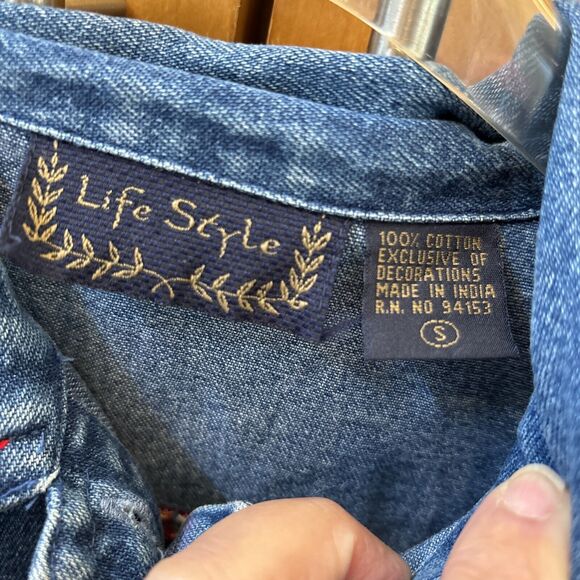 Life Style
100% COTTON
EXCLUSIVE OF
DECORATIONS
MADE IN INDIA
R.N. NO 94153
S